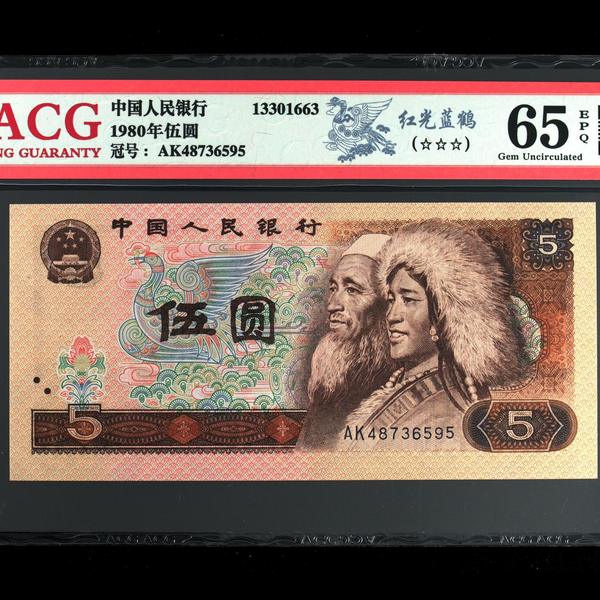 ACG
NG GUARANTY
中国人民银行
1980年伍圆
冠号： AK48736595
13301663
红光蓝鹤
(☆☆☆)
65
EPQ
Gem Uncirculated
中国人民银行
5
伍圆
5
AK48736595
5